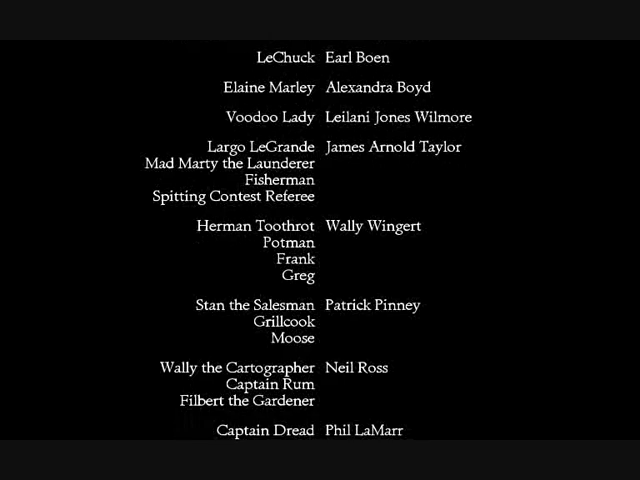 LeChuck Earl Boen
Elaine Marley Alexandra Boyd
Voodoo Lady Leilani Jones Wilmore
Largo LeGrande James Arnold Taylor
Mad Marty the Launderer
Fisherman
Spitting Contest Referee
Herman Toothrot Wally Wingert
Potman
Frank
Greg
Stan the Salesman Patrick Pinney
Grillcook
Moose
Wally the Cartographer Neil Ross
Captain Rum
Filbert the Gardener
Captain Dread Phil LaMarr